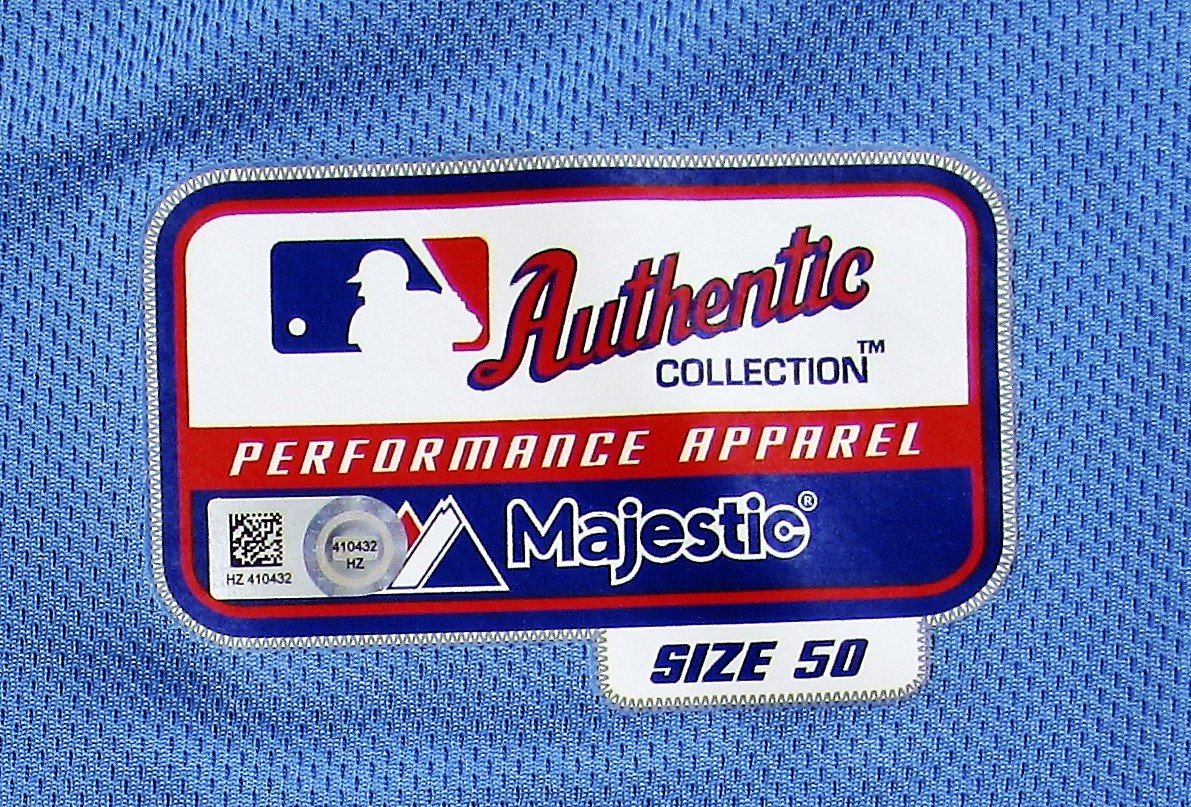 Authentic
COLLECTION™
PERFORMANCE APPAREL
410432
HZ
HZ 410432
Majestic®
SIZE 50